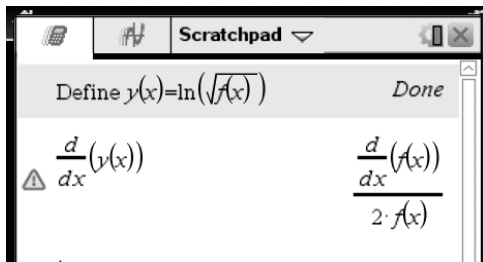 Scratchpad
Define y(x)=ln(√f(x)) Done
d/dx(y(x)) d/dx(f(x))/2·f(x)